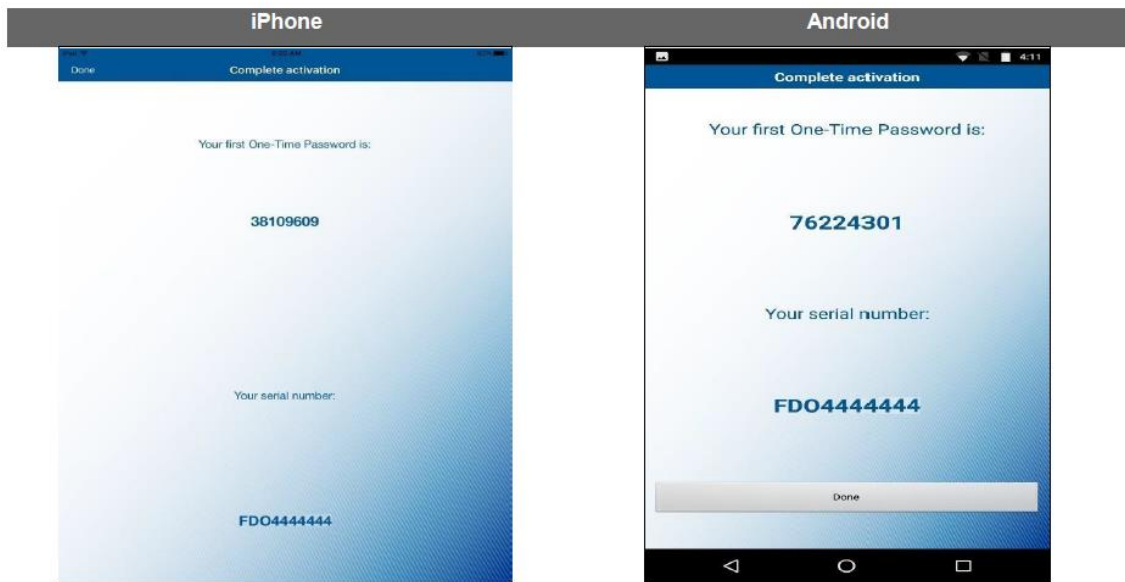 iPhone
Android
Done
Complete activation
Your first One-Time Password is:
38109609
Your serial number:
FDO4444444
4:11
Complete activation
Your first One-Time Password is:
76224301
Your serial number:
FDO4444444
Done